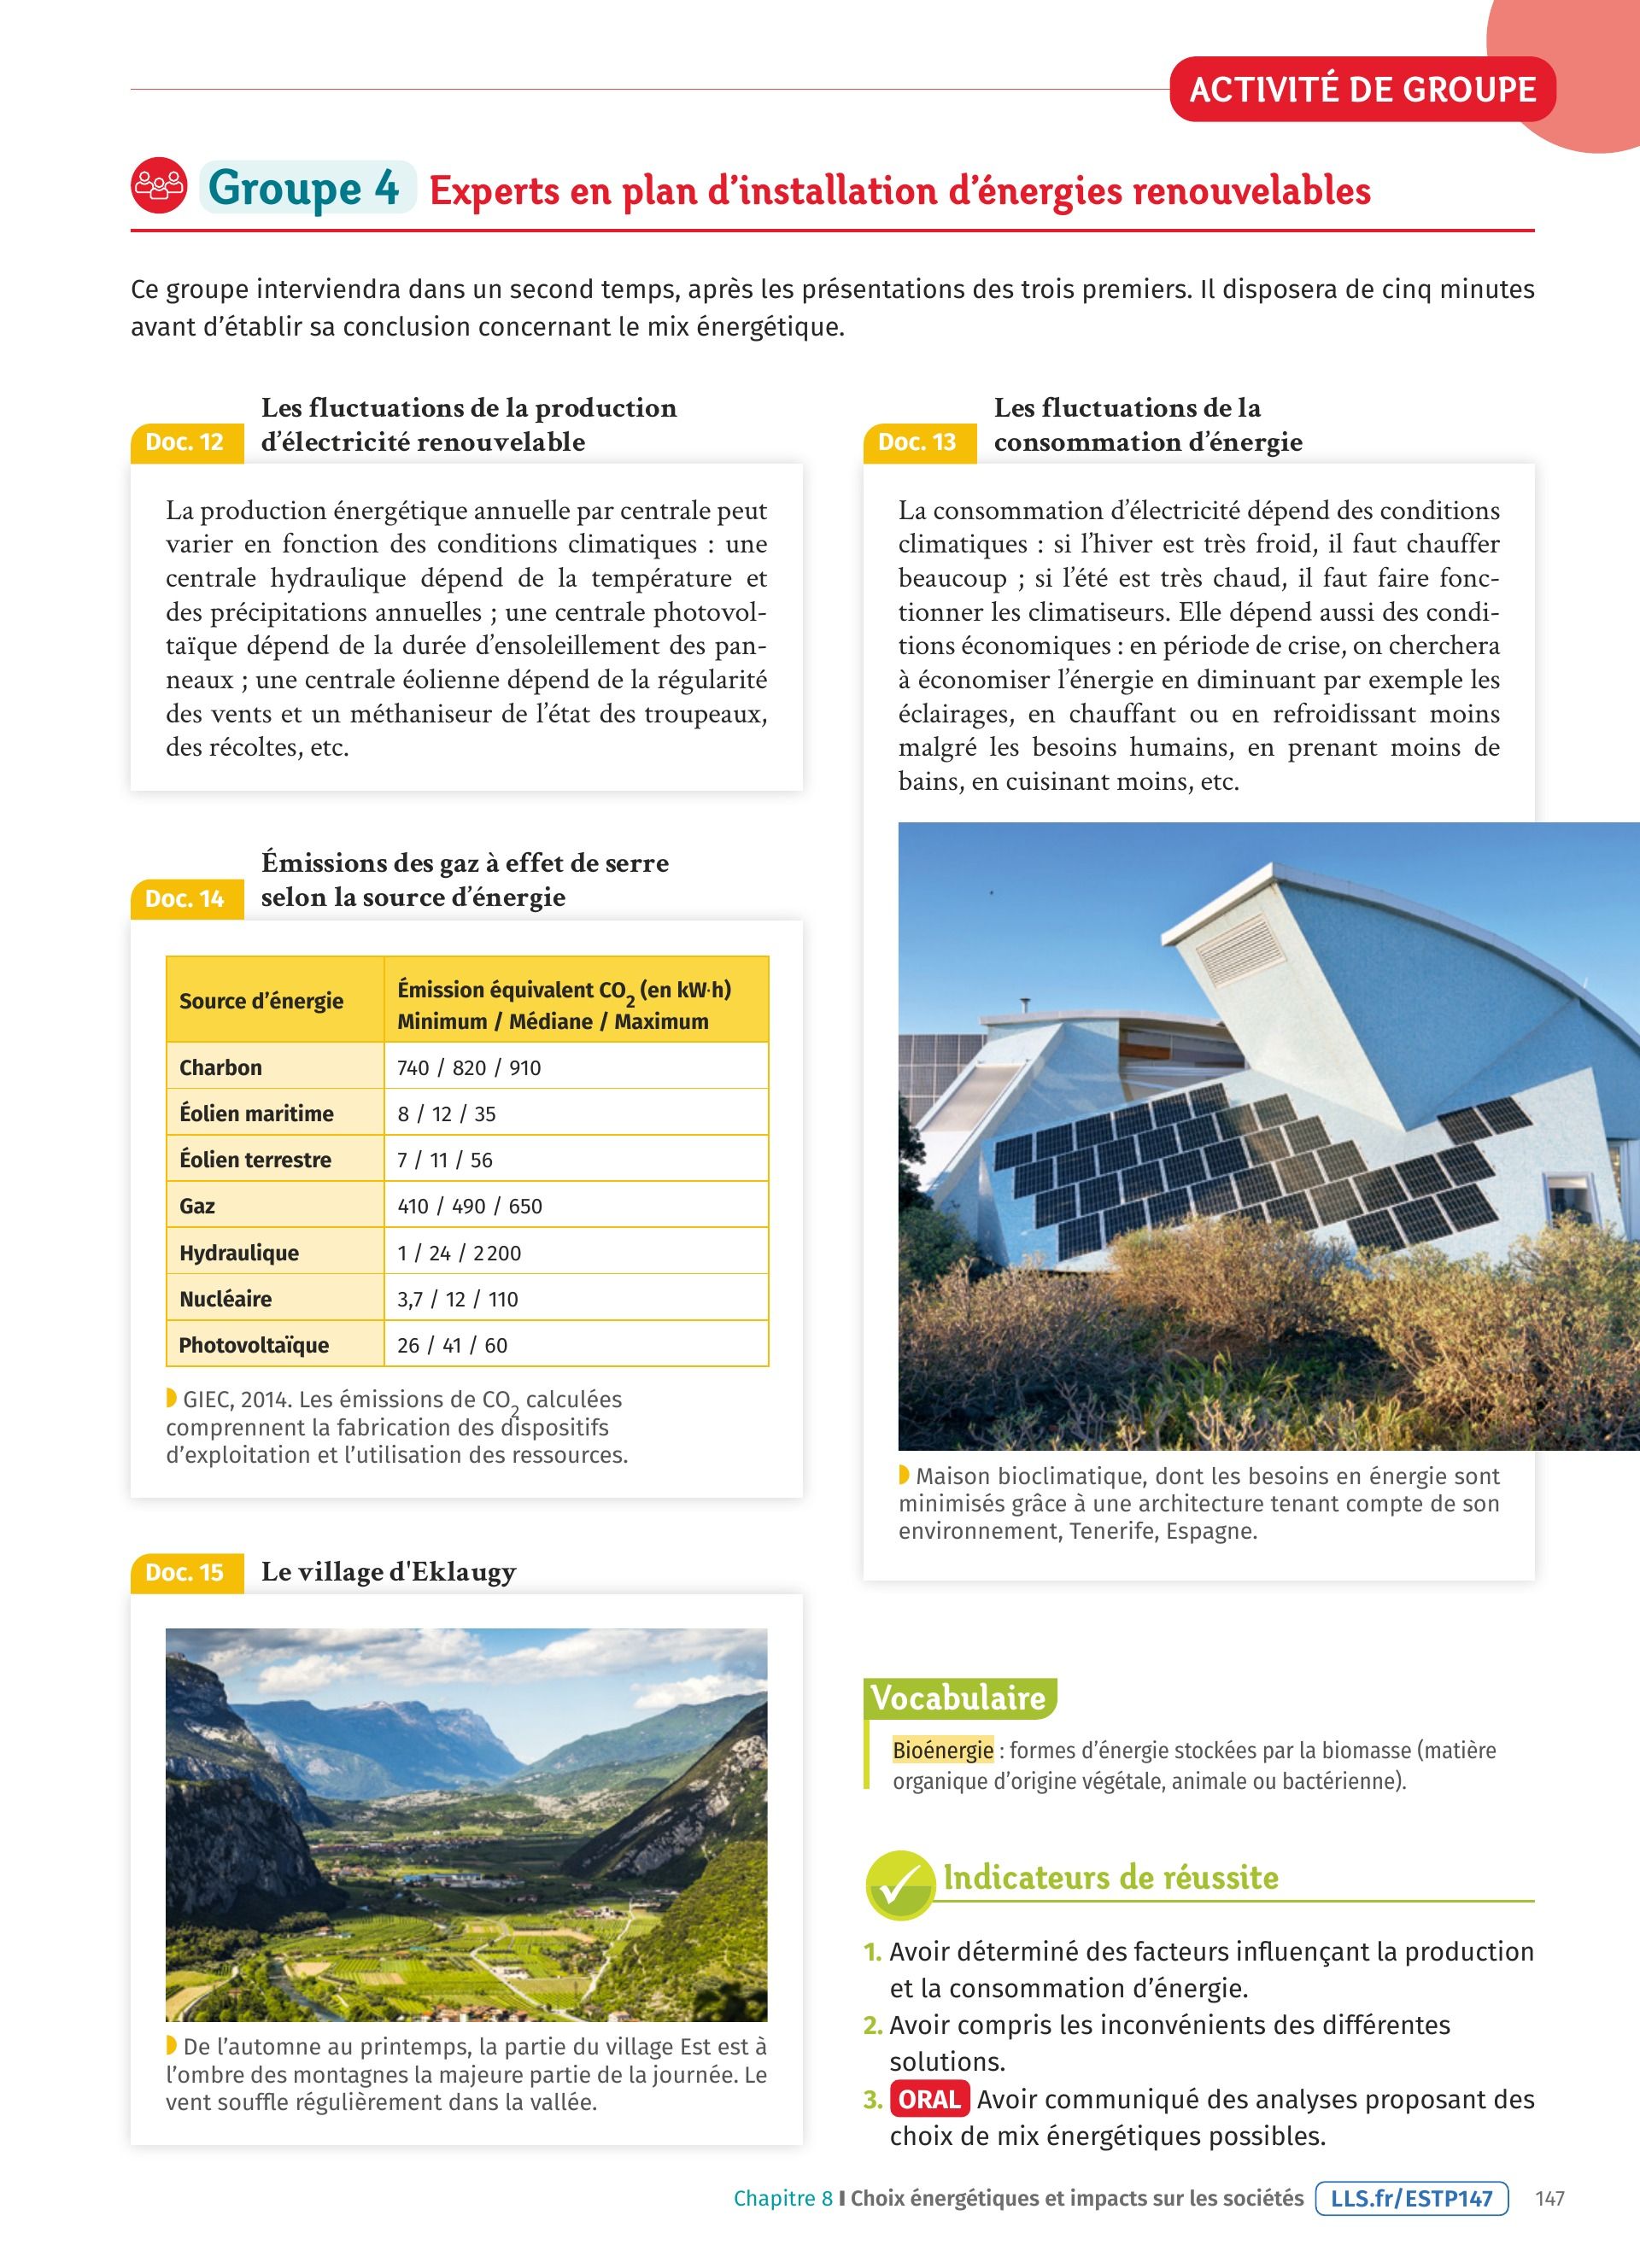 ACTIVITÉ DE GROUPE
Groupe 4 Experts en plan d’installation d’énergies renouvelables
Ce groupe interviendra dans un second temps, après les présentations des trois premiers. Il disposera de cinq minutes
avant d’établir sa conclusion concernant le mix énergétique.
Doc. 12
Les fluctuations de la production
d’électricité renouvelable
La production énergétique annuelle par centrale peut
varier en fonction des conditions climatiques : une
centrale hydraulique dépend de la température et
des précipitations annuelles ; une centrale photovol-
taïque dépend de la durée d’ensoleillement des pan-
neaux ; une centrale éolienne dépend de la régularité
des vents et un méthaniseur de l’état des troupeaux,
des récoltes, etc.
Doc. 14
Émissions des gaz à effet de serre
selon la source d’énergie
Source d’énergie
Émission équivalent CO2 (en kW·h)
Minimum / Médiane / Maximum
Charbon 740 / 820 / 910
Éolien maritime 8 / 12 / 35
Éolien terrestre 7 / 11 / 56
Gaz 410 / 490 / 650
Hydraulique 1 / 24 / 2 200
Nucléaire 3,7 / 12 / 110
Photovoltaïque 26 / 41 / 60
GIEC, 2014. Les émissions de CO2 calculées
comprennent la fabrication des dispositifs
d’exploitation et l’utilisation des ressources.
Doc. 15 Le village d'Eklaugy
De l’automne au printemps, la partie du village Est est à
l’ombre des montagnes la majeure partie de la journée. Le
vent souffle régulièrement dans la vallée.
Doc. 13
Les fluctuations de la
consommation d’énergie
La consommation d’électricité dépend des conditions
climatiques : si l’hiver est très froid, il faut chauffer
beaucoup ; si l’été est très chaud, il faut faire fonc-
tionner les climatiseurs. Elle dépend aussi des condi-
tions économiques : en période de crise, on cherchera
à économiser l’énergie en diminuant par exemple les
éclairages, en chauffant ou en refroidissant moins
malgré les besoins humains, en prenant moins de
bains, en cuisinant moins, etc.
Maison bioclimatique, dont les besoins en énergie sont
minimisés grâce à une architecture tenant compte de son
environnement, Tenerife, Espagne.
Vocabulaire
Bioénergie : formes d’énergie stockées par la biomasse (matière
organique d’origine végétale, animale ou bactérienne).
Indicateurs de réussite
1. Avoir déterminé des facteurs influençant la production
et la consommation d’énergie.
2. Avoir compris les inconvénients des différentes
solutions.
3. ORAL Avoir communiqué des analyses proposant des
choix de mix énergétiques possibles.
Chapitre 8 I Choix énergétiques et impacts sur les sociétés LLS.fr/ESTP147 147